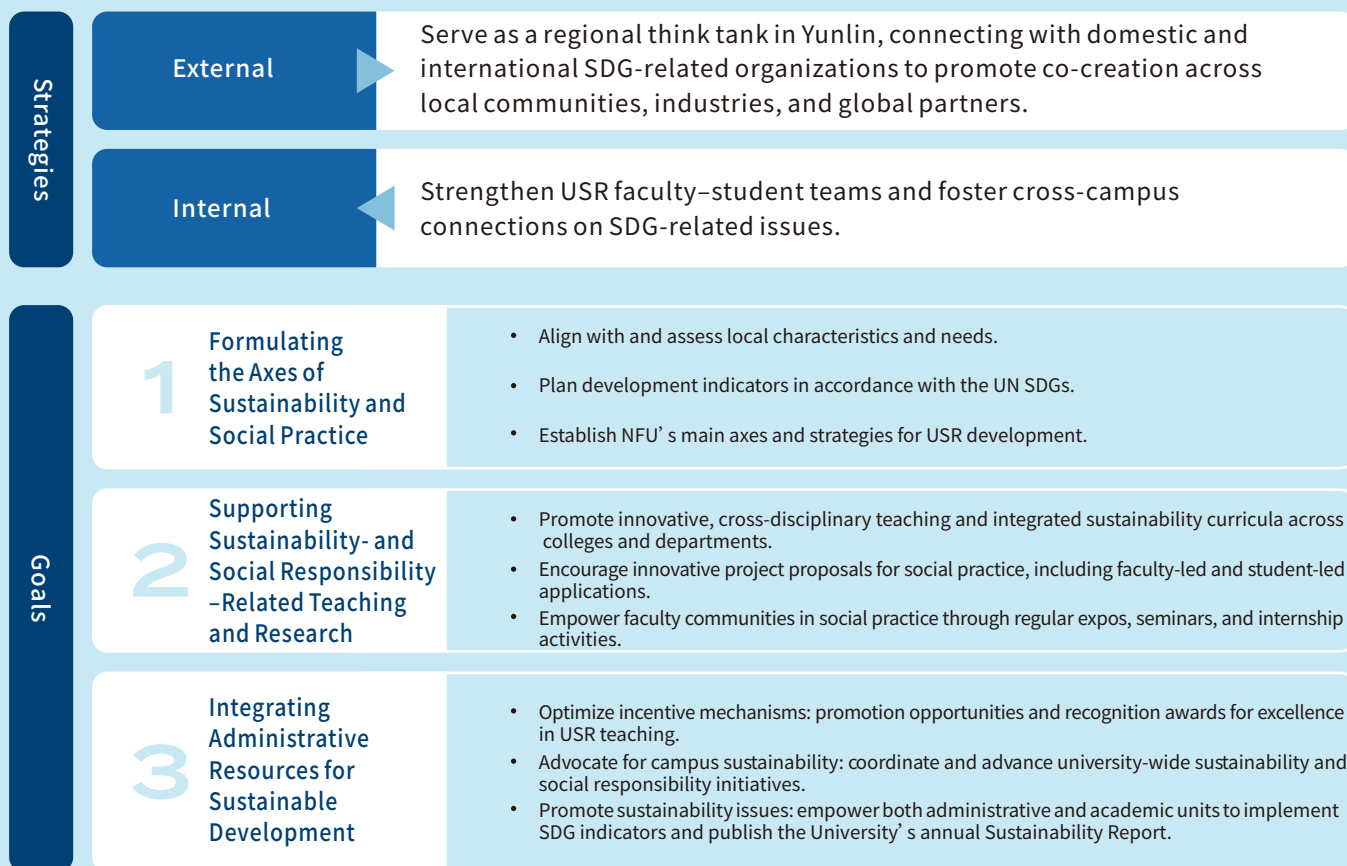 Strategies
External
Serve as a regional think tank in Yunlin, connecting with domestic and
international SDG-related organizations to promote co-creation across
local communities, industries, and global partners.
Internal
Strengthen USR faculty–student teams and foster cross-campus
connections on SDG-related issues.
Goals
1
Formulating
the Axes of
Sustainability and
Social Practice
• Align with and assess local characteristics and needs.
• Plan development indicators in accordance with the UN SDGs.
• Establish NFU’s main axes and strategies for USR development.
2
Supporting
Sustainability- and
Social Responsibility
–Related Teaching
and Research
• Promote innovative, cross-disciplinary teaching and integrated sustainability curricula across
colleges and departments.
• Encourage innovative project proposals for social practice, including faculty-led and student-led
applications.
• Empower faculty communities in social practice through regular expos, seminars, and internship
activities.
3
Integrating
Administrative
Resources for
Sustainable
Development
• Optimize incentive mechanisms: promotion opportunities and recognition awards for excellence
in USR teaching.
• Advocate for campus sustainability: coordinate and advance university-wide sustainability and
social responsibility initiatives.
• Promote sustainability issues: empower both administrative and academic units to implement
SDG indicators and publish the University’s annual Sustainability Report.